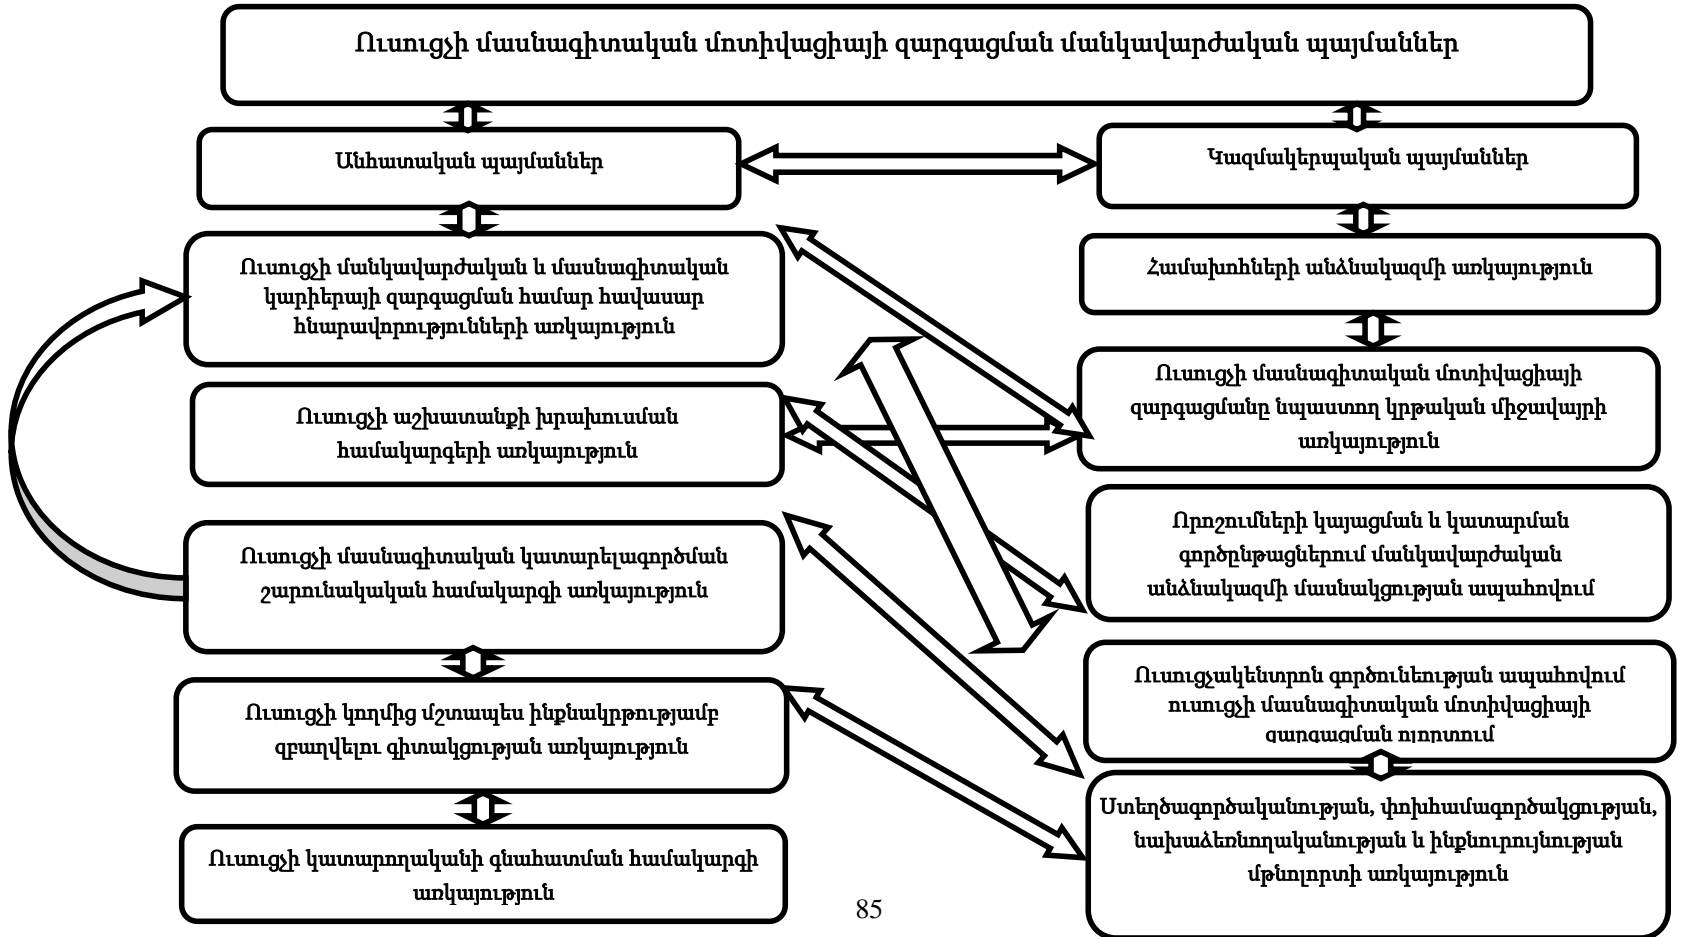 Ուսուցչի մասնագիտական մոտիվացիայի զարգացման մանկավարժական պայմաններ
Անհատական պայմաններ
Կազմակերպական պայմաններ
Ուսուցչի մանկավարժական և մասնագիտական
կարիերայի զարգացման համար հավասար
հնարավորությունների առկայություն
Ուսուցչի աշխատանքի խրախուսման
համակարգերի առկայություն
Ուսուցչի մասնագիտական կատարելագործման
շարունակական համակարգի առկայություն
Ուսուցչի կողմից մշտապես ինքնակրթությամբ
զբաղվելու գիտակցության առկայություն
Ուսուցչի կատարողականի գնահատման համակարգի
առկայություն
Համախոհների անձնակազմի առկայություն
Ուսուցչի մասնագիտական մոտիվացիայի
զարգացմանը նպաստող կրթական միջավայրի
առկայություն
Որոշումների կայացման և կատարման
գործընթացներում մանկավարժական
անձնակազմի մասնակցության ապահովում
Ուսուցչակենտրոն գործունեության ապահովում
ուսուցչի մասնագիտական մոտիվացիայի
զարգացման ոլորտում
Ստեղծագործականության, փոխհամագործակցության,
նախաձեռնողականության և ինքնուրույնության
մթնոլորտի առկայություն
85